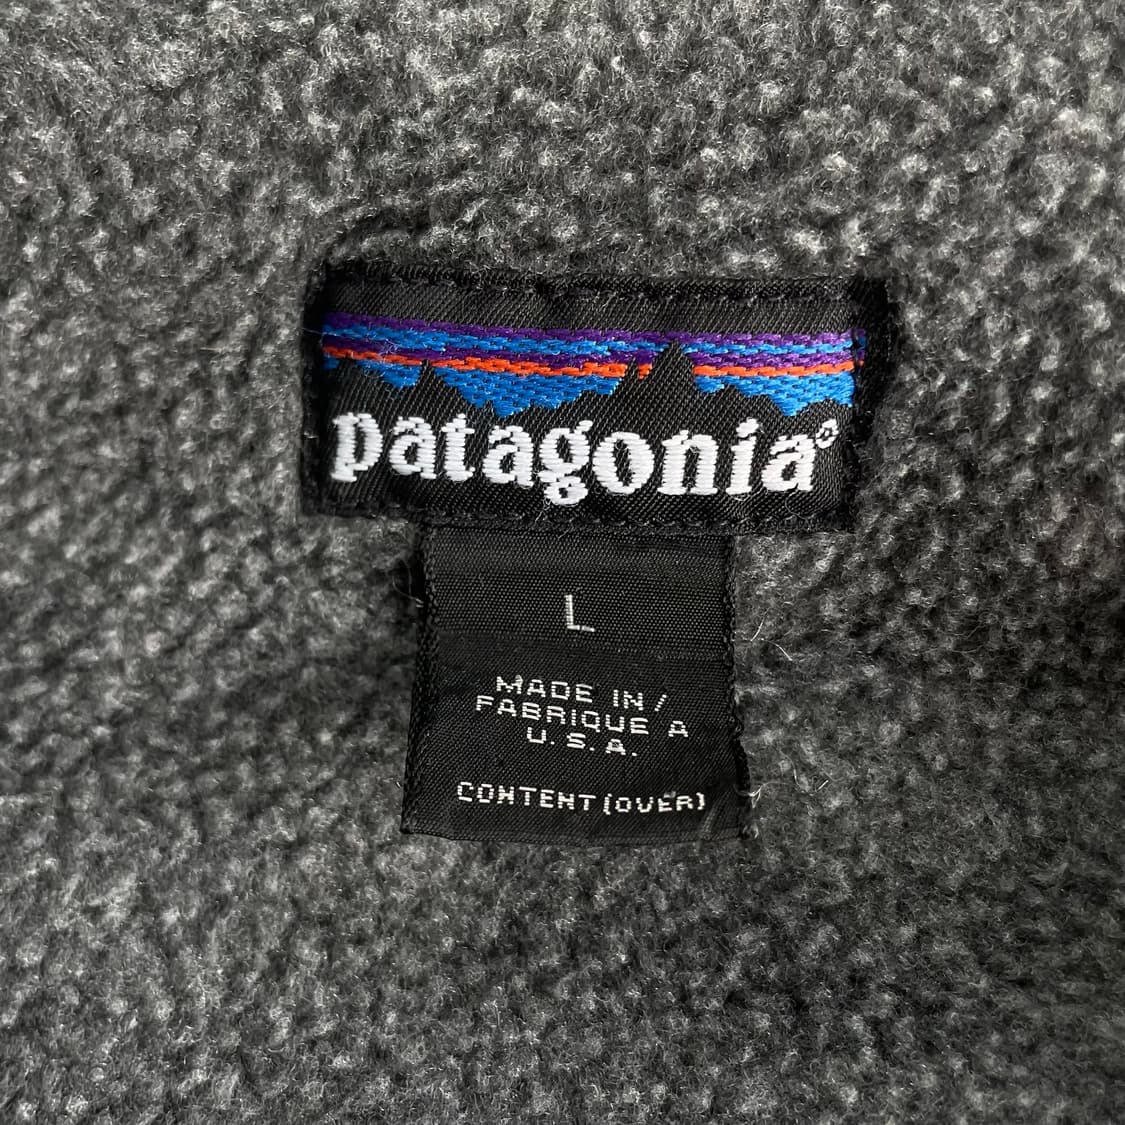 patagonia®
L
MADE IN /
FABRIQUE A
U.S.A.
CONTENT (OVER)